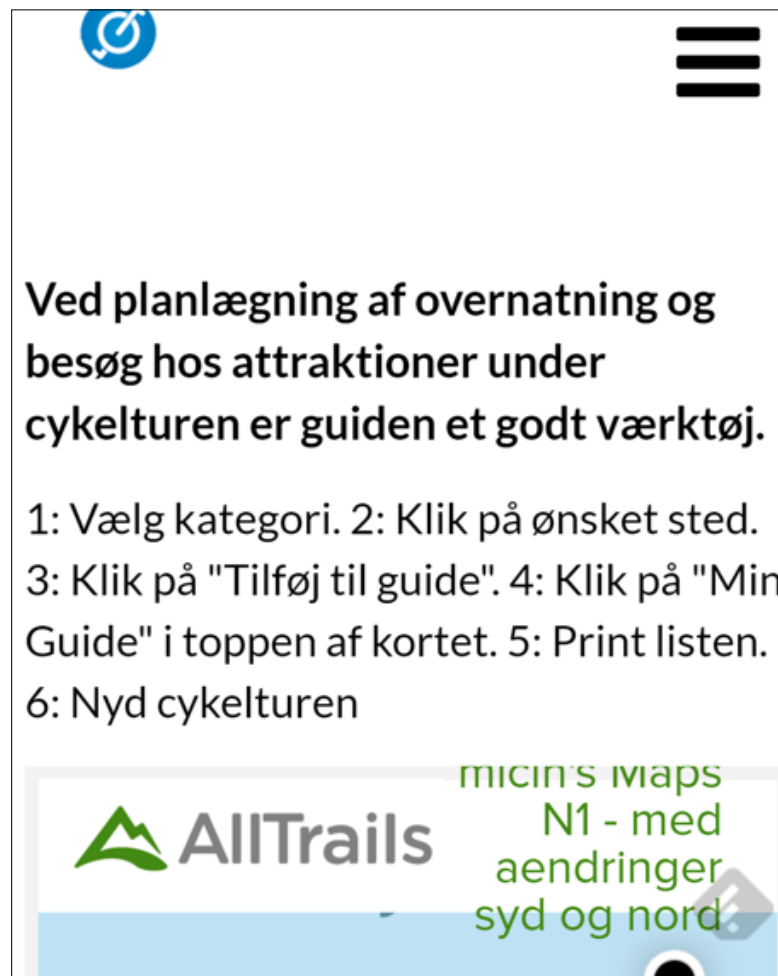 Ved planlægning af overnatning og
besøg hos attraktioner under
cykelturen er guiden et godt værktøj.
1: Vælg kategori. 2: Klik på ønsket sted.
3: Klik på "Tilføj til guide". 4: Klik på "Min
Guide" i toppen af kortet. 5: Print listen.
6: Nyd cykelturen
AllTrails
micin's Maps
N1 - med
aendringer
syd og nord